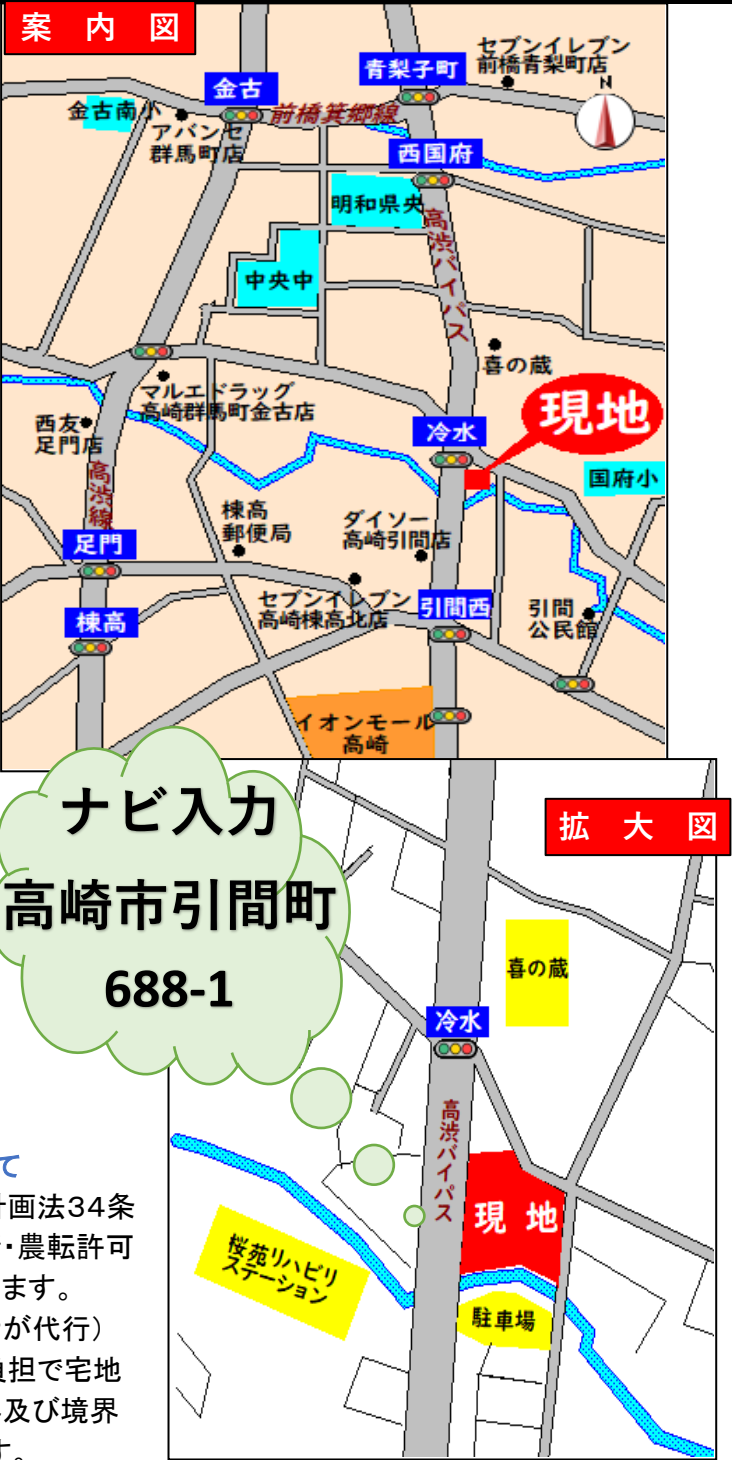 案内図
セブンイレブン
前橋青梨町店
青梨子町
N
金古
金古南小
前橋箕郷線
アバンセ
群馬町店
西国府
明和県央
高渋バイパス
中央中
喜の蔵
マルエドラッグ
高崎群馬町金古店
現地
西友
足門店
冷水
国府小
高渋線
棟高
郵便局
ダイソー
高崎引間店
足門
セブンイレブン
高崎棟高北店
引間西
引間
公民館
棟高
イオンモール
高崎
ナビ入力
高崎市引間町
688-1
拡大図
喜の蔵
冷水
高渋バイパス
現地
桜苑リハビリ
ステーション
駐車場
て
計画法34条
・農転許可
ます。
が代行）
負担で宅地
及び境界
す。